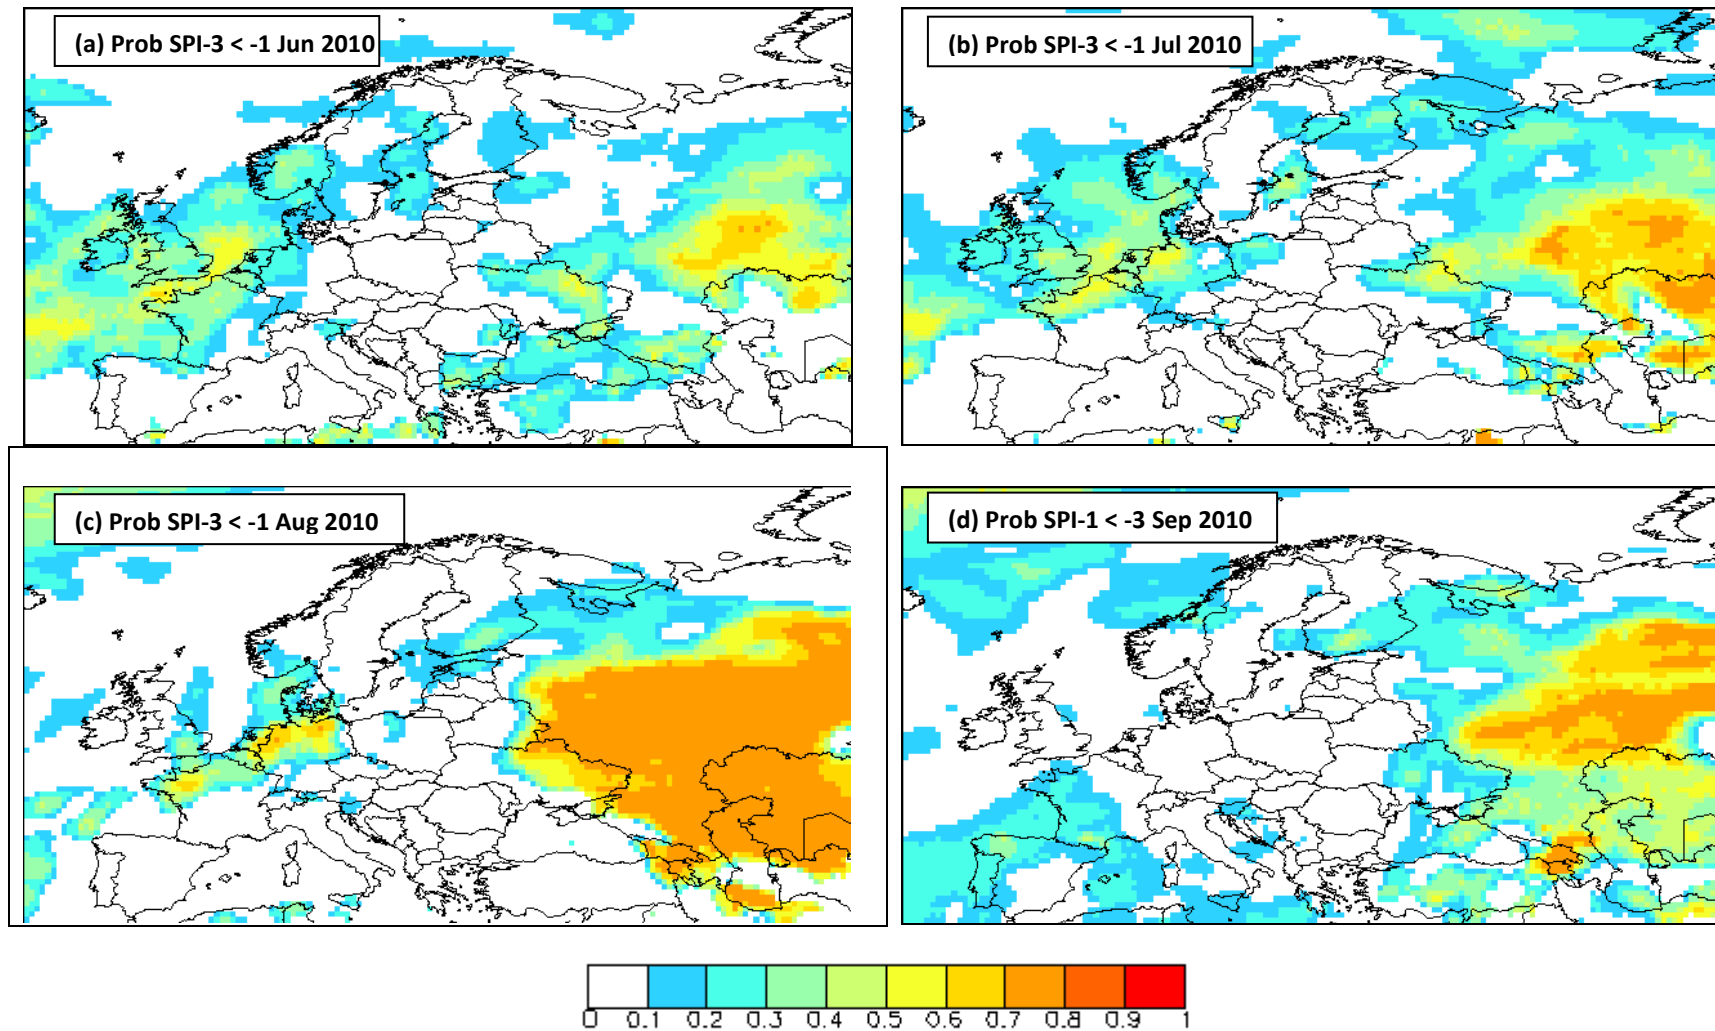 (a) Prob SPI-3 < -1 Jun 2010
(b) Prob SPI-3 < -1 Jul 2010
(c) Prob SPI-3 < -1 Aug 2010
(d) Prob SPI-1 < -3 Sep 2010
0 0.1 0.2 0.3 0.4 0.5 0.6 0.7 0.8 0.9 1